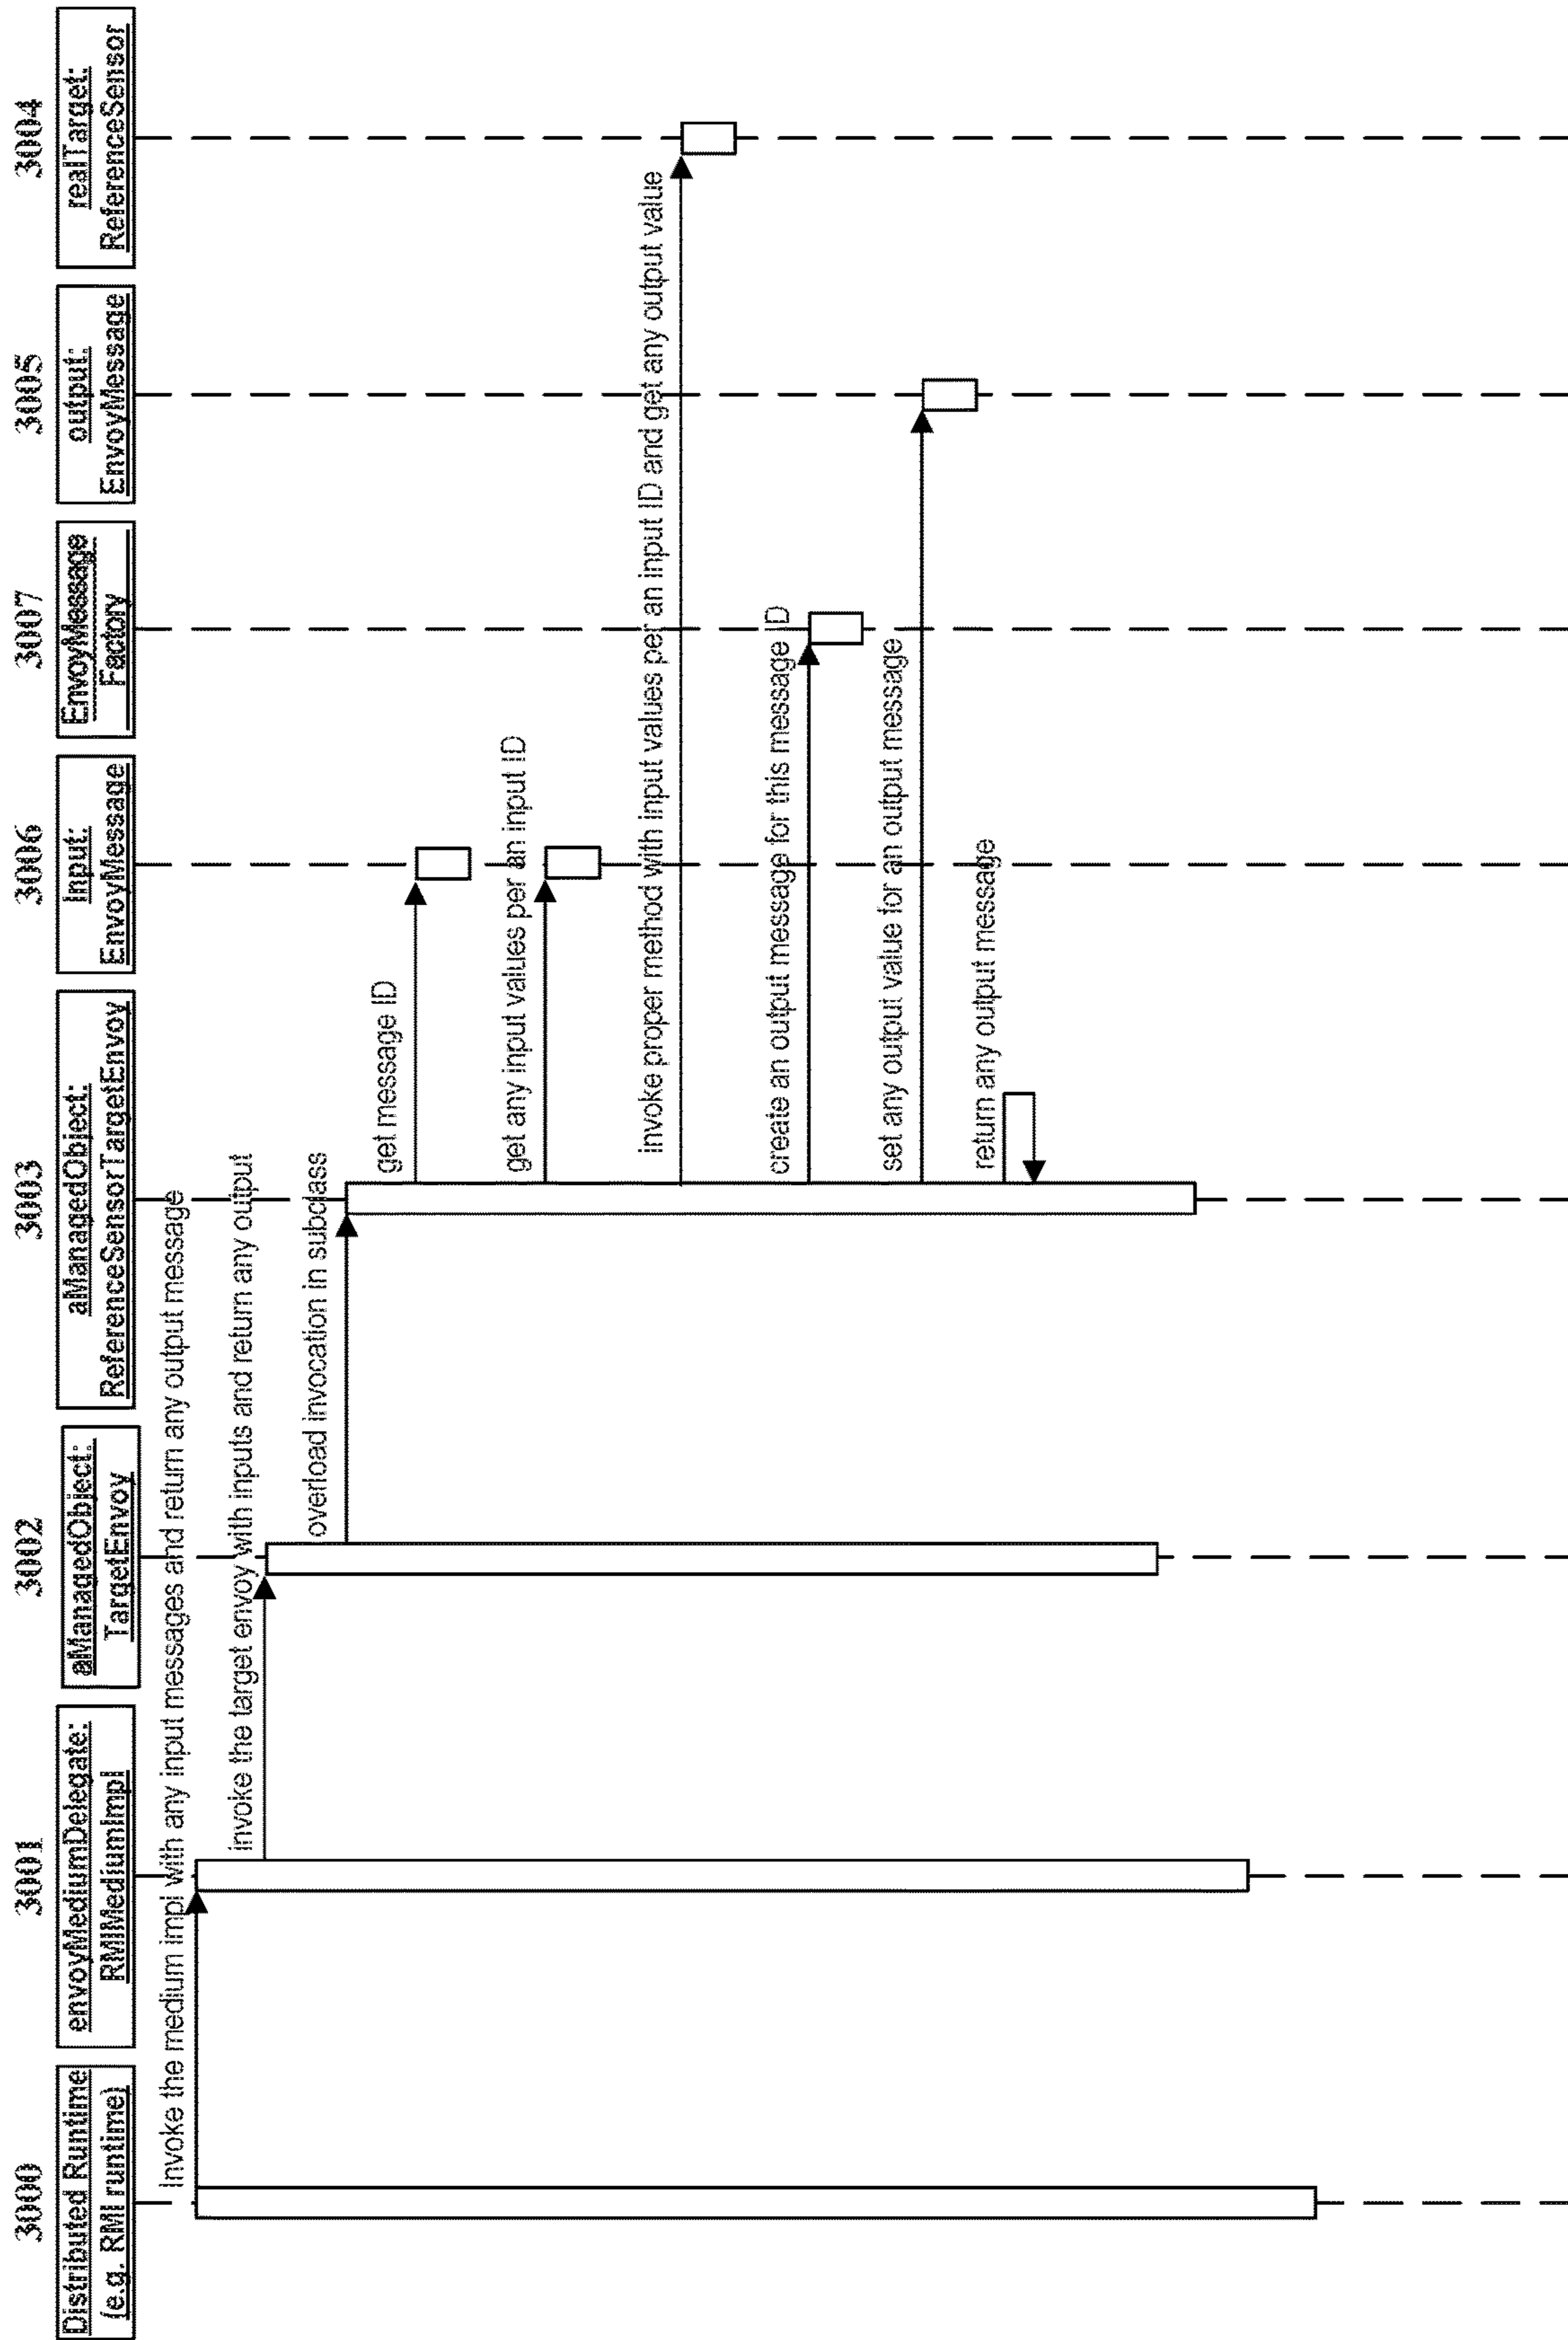 3000
Distributed Runtime
(e.g. RMI runtime)
3001
envoyMediumDelegate:
RMIMediumImpl
3002
aManagedObject:
TargetEnvoy
3003
aManagedObject:
ReferenceSensorTargetEnvoy
3006
Input:
EnvoyMessage
3007
EnvoyMessage
Factory
3005
output:
EnvoyMessage
3004
realTarget:
ReferenceSensor
Invoke the medium impl with any input messages and return any output message
invoke the target envoy with inputs and return any output
overload invocation in subclass
get message ID
get any input values per an input ID
invoke proper method with input values per an input ID and get any output value
create an output message for this message ID
set any output value for an output message
return any output message